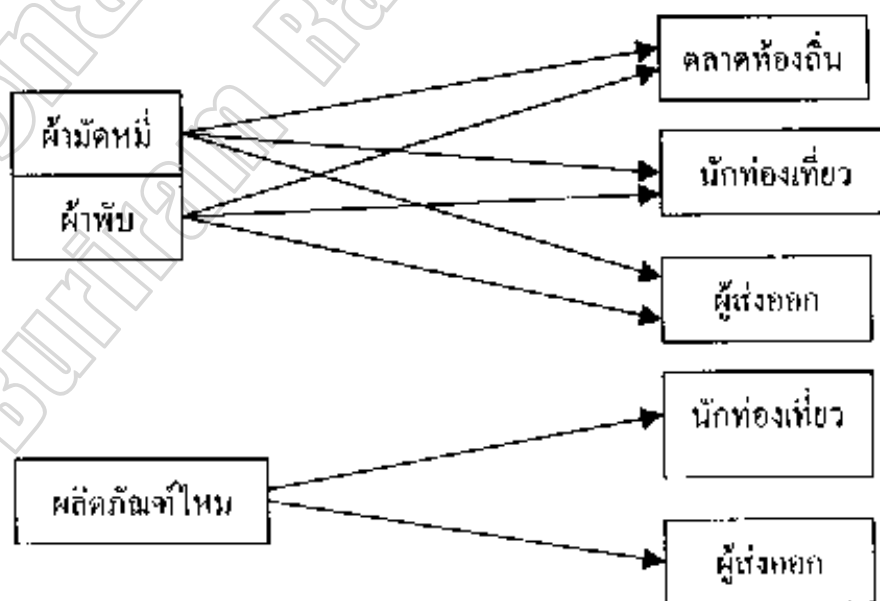 ตลาดท้องถิ่น
ผ้ามัดหมี่
นักท่องเที่ยว
ผ้าพับ
ผู้ส่งออก
นักท่องเที่ยว
ผลิตภัณฑ์ไหม
ผู้ส่งออก
Buriram Ra